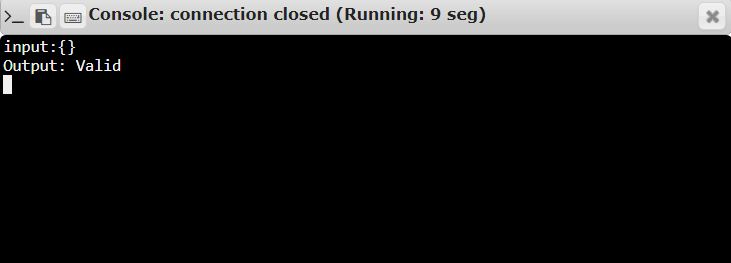 Console: connection closed (Running: 9 seg)
input:{}
Output: Valid